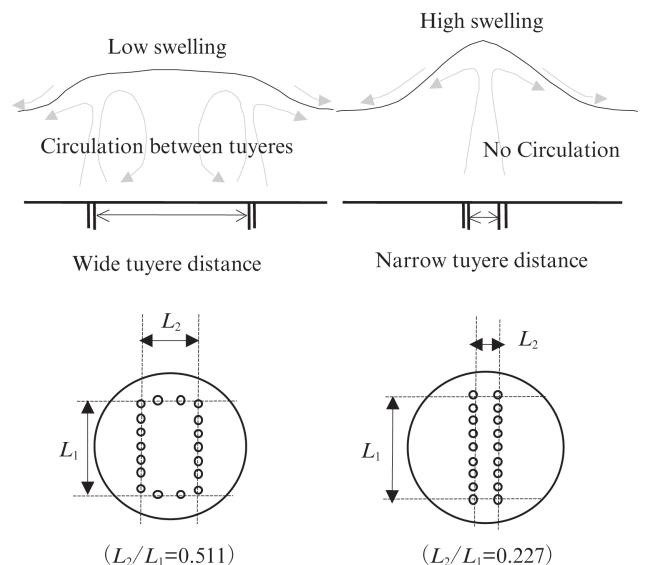 High swelling
Low swelling
Circulation between tuyeres
No Circulation
Wide tuyere distance
Narrow tuyere distance
L₂
L₂
L₁
L₁
(L₂/L₁=0.511)
(L₂/L₁=0.227)